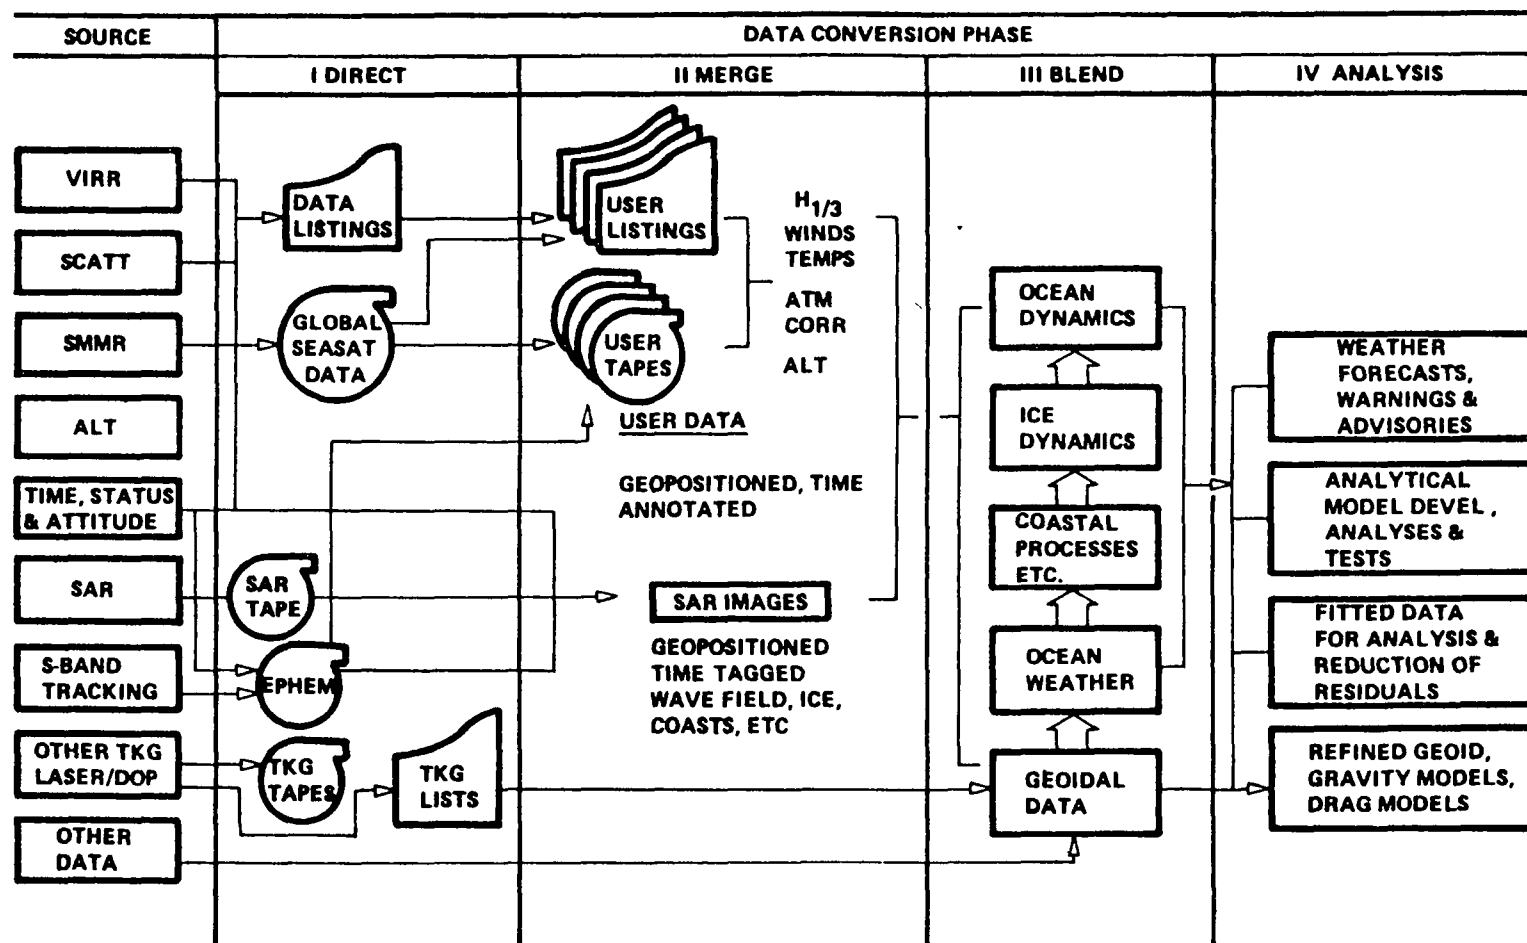 SOURCE
DATA CONVERSION PHASE
I DIRECT
II MERGE
III BLEND
IV ANALYSIS
VIRR
SCATT
SMMR
ALT
TIME, STATUS
& ATTITUDE
SAR
S-BAND
TRACKING
OTHER TKG
LASER/DOP
OTHER
DATA
DATA
LISTINGS
GLOBAL
SEASAT
DATA
SAR
TAPE
EPHEM
TKG
TAPES
TKG
LISTS
USER
LISTINGS
USER
TAPES
USER DATA
GEOPOSITIONED, TIME
ANNOTATED
H1/3
WINDS
TEMPS
ATM
CORR
ALT
SAR IMAGES
GEOPOSITIONED
TIME TAGGED
WAVE FIELD, ICE,
COASTS, ETC
OCEAN
DYNAMICS
ICE
DYNAMICS
COASTAL
PROCESSES
ETC.
OCEAN
WEATHER
GEOIDAL
DATA
WEATHER
FORECASTS,
WARNINGS &
ADVISORIES
ANALYTICAL
MODEL DEVEL,
ANALYSES &
TESTS
FITTED DATA
FOR ANALYSIS &
REDUCTION OF
RESIDUALS
REFINED GEOID,
GRAVITY MODELS,
DRAG MODELS